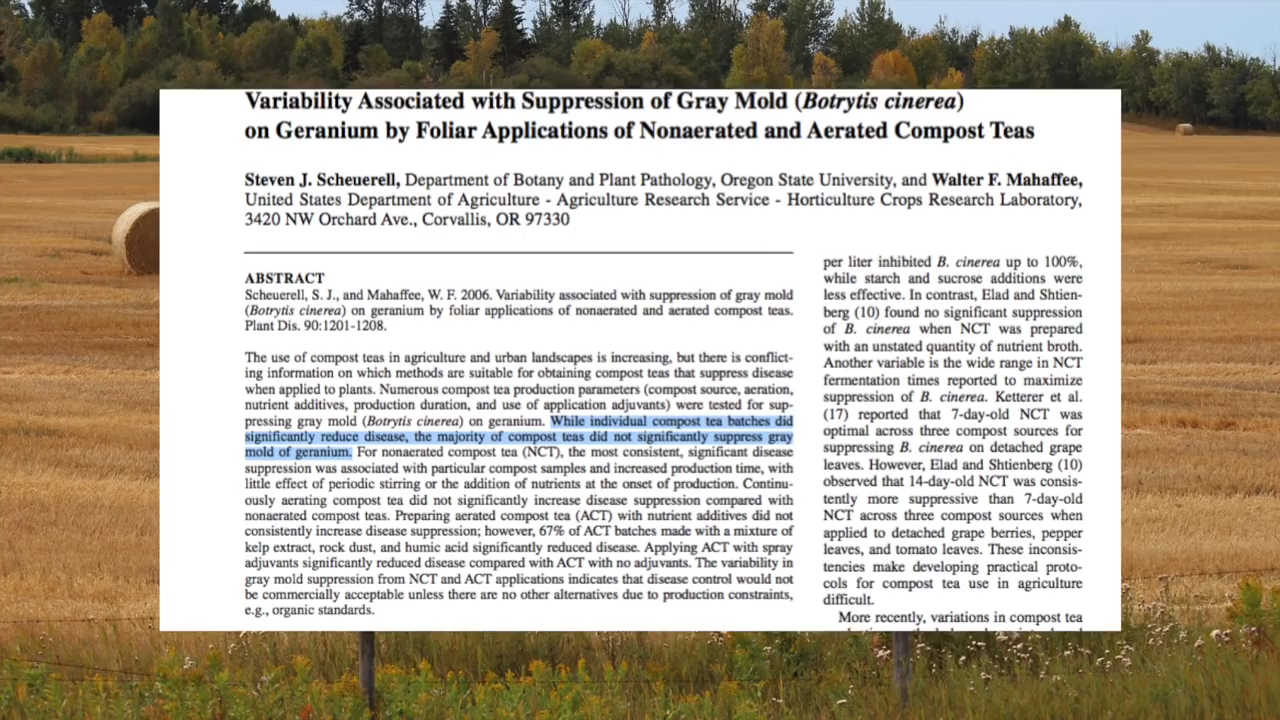 Variability Associated with Suppression of Gray Mold (Botrytis cinerea)
on Geranium by Foliar Applications of Nonaerated and Aerated Compost Teas
Steven J. Scheuerell, Department of Botany and Plant Pathology, Oregon State University, and Walter F. Mahaffee,
United States Department of Agriculture - Agriculture Research Service - Horticulture Crops Research Laboratory,
3420 NW Orchard Ave., Corvallis, OR 97330
ABSTRACT
Scheuerell, S. J., and Mahaffee, W. F. 2006. Variability associated with suppression of gray mold
(Botrytis cinerea) on geranium by foliar applications of nonaerated and aerated compost teas.
Plant Dis. 90:1201-1208.
The use of compost teas in agriculture and urban landscapes is increasing, but there is conflict-
ing information on which methods are suitable for obtaining compost teas that suppress disease
when applied to plants. Numerous compost tea production parameters (compost source, aeration,
nutrient additives, production duration, and use of application adjuvants) were tested for sup-
pressing gray mold (Botrytis cinerea) on geranium. While individual compost tea batches did
significantly reduce disease, the majority of compost teas did not significantly suppress gray
mold of geranium. For nonaerated compost tea (NCT), the most consistent, significant disease
suppression was associated with particular compost samples and increased production time, with
little effect of periodic stirring or the addition of nutrients at the onset of production. Continu-
ously aerating compost tea did not significantly increase disease suppression compared with
nonaerated compost teas. Preparing aerated compost tea (ACT) with nutrient additives did not
consistently increase disease suppression; however, 67% of ACT batches made with a mixture of
kelp extract, rock dust, and humic acid significantly reduced disease. Applying ACT with spray
adjuvants significantly reduced disease compared with ACT with no adjuvants. The variability in
gray mold suppression from NCT and ACT applications indicates that disease control would not
be commercially acceptable unless there are no other alternatives due to production constraints,
e.g., organic standards.
per liter inhibited B. cinerea up to 100%,
while starch and sucrose additions were
less effective. In contrast, Elad and Shtien-
berg (10) found no significant suppression
of B. cinerea when NCT was prepared
with an unstated quantity of nutrient broth.
Another variable is the wide range in NCT
fermentation times reported to maximize
suppression of B. cinerea. Ketterer et al.
(17) reported that 7-day-old NCT was
optimal across three compost sources for
suppressing B. cinerea on detached grape
leaves. However, Elad and Shtienberg (10)
observed that 14-day-old NCT was consis-
tently more suppressive than 7-day-old
NCT across three compost sources when
applied to detached grape berries, pepper
leaves, and tomato leaves. These inconsis-
tencies make developing practical proto-
cols for compost tea use in agriculture
difficult.
More recently, variations in compost tea